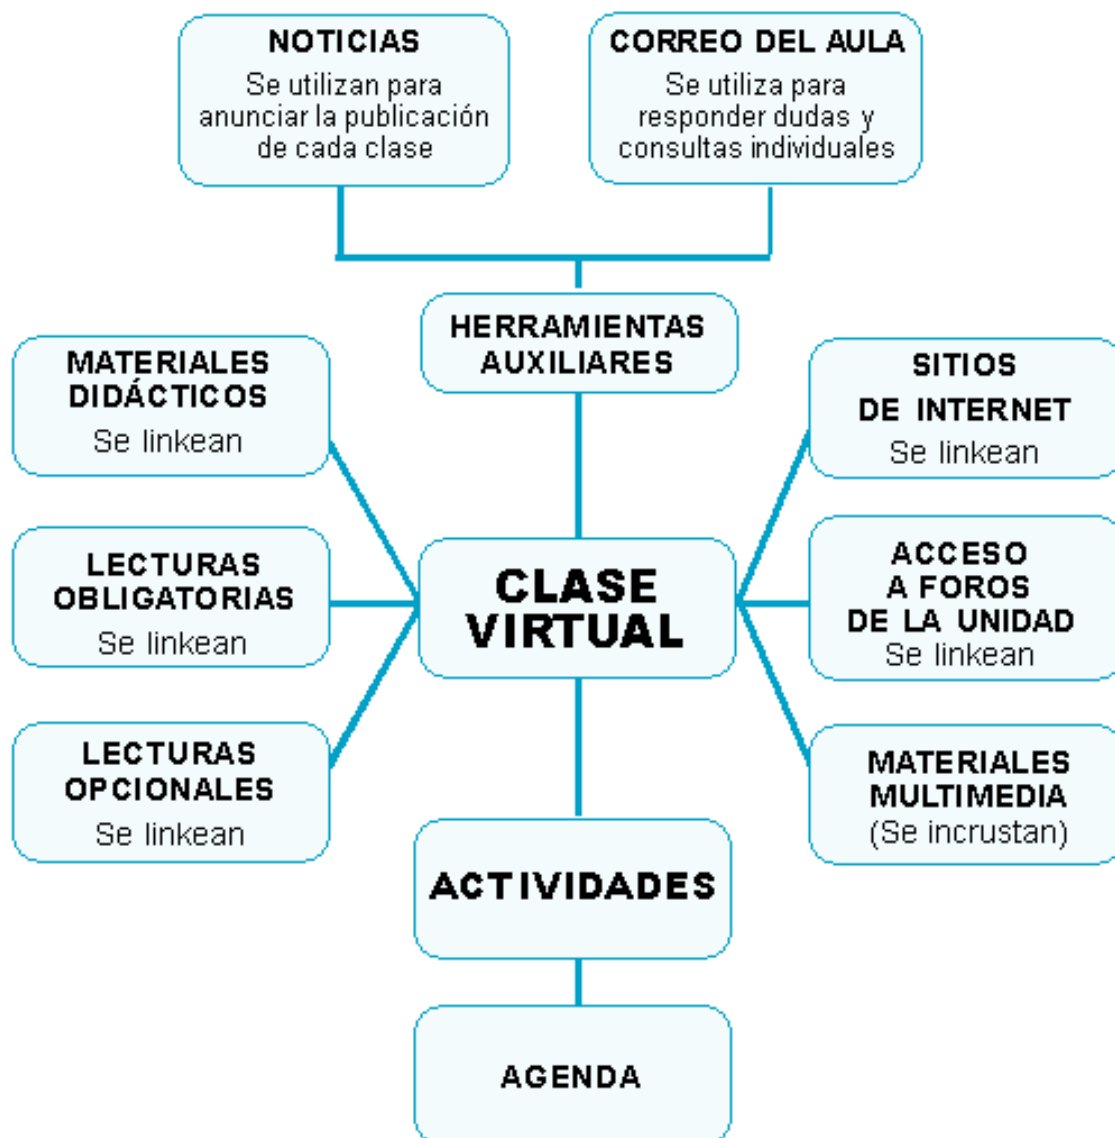 NOTICIAS
Se utilizan para
anunciar la publicación
de cada clase
CORREO DEL AULA
Se utiliza para
responder dudas y
consultas individuales
HERRAMIENTAS
AUXILIARES
MATERIALES
DIDÁCTICOS
Se linkean
LECTURAS
OBLIGATORIAS
Se linkean
LECTURAS
OPCIONALES
Se linkean
CLASE
VIRTUAL
SITIOS
DE INTERNET
Se linkean
ACCESO
A FOROS
DE LA UNIDAD
Se linkean
MATERIALES
MULTIMEDIA
(Se incrustan)
ACTIVIDADES
AGENDA